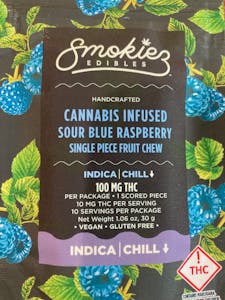 Smokiez
EDIBLES
HANDCRAFTED
CANNABIS INFUSED
SOUR BLUE RASPBERRY
SINGLE PIECE FRUIT CHEW
INDICA | CHILL↓
100 MG THC
PER PACKAGE • 1 SCORED PIECE
10 MG THC PER SERVING
10 SERVINGS PER PACKAGE
Net Weight 1.06 oz, 30 g
• VEGAN • GLUTEN FREE •
INDICA | CHILL↓
!
THC